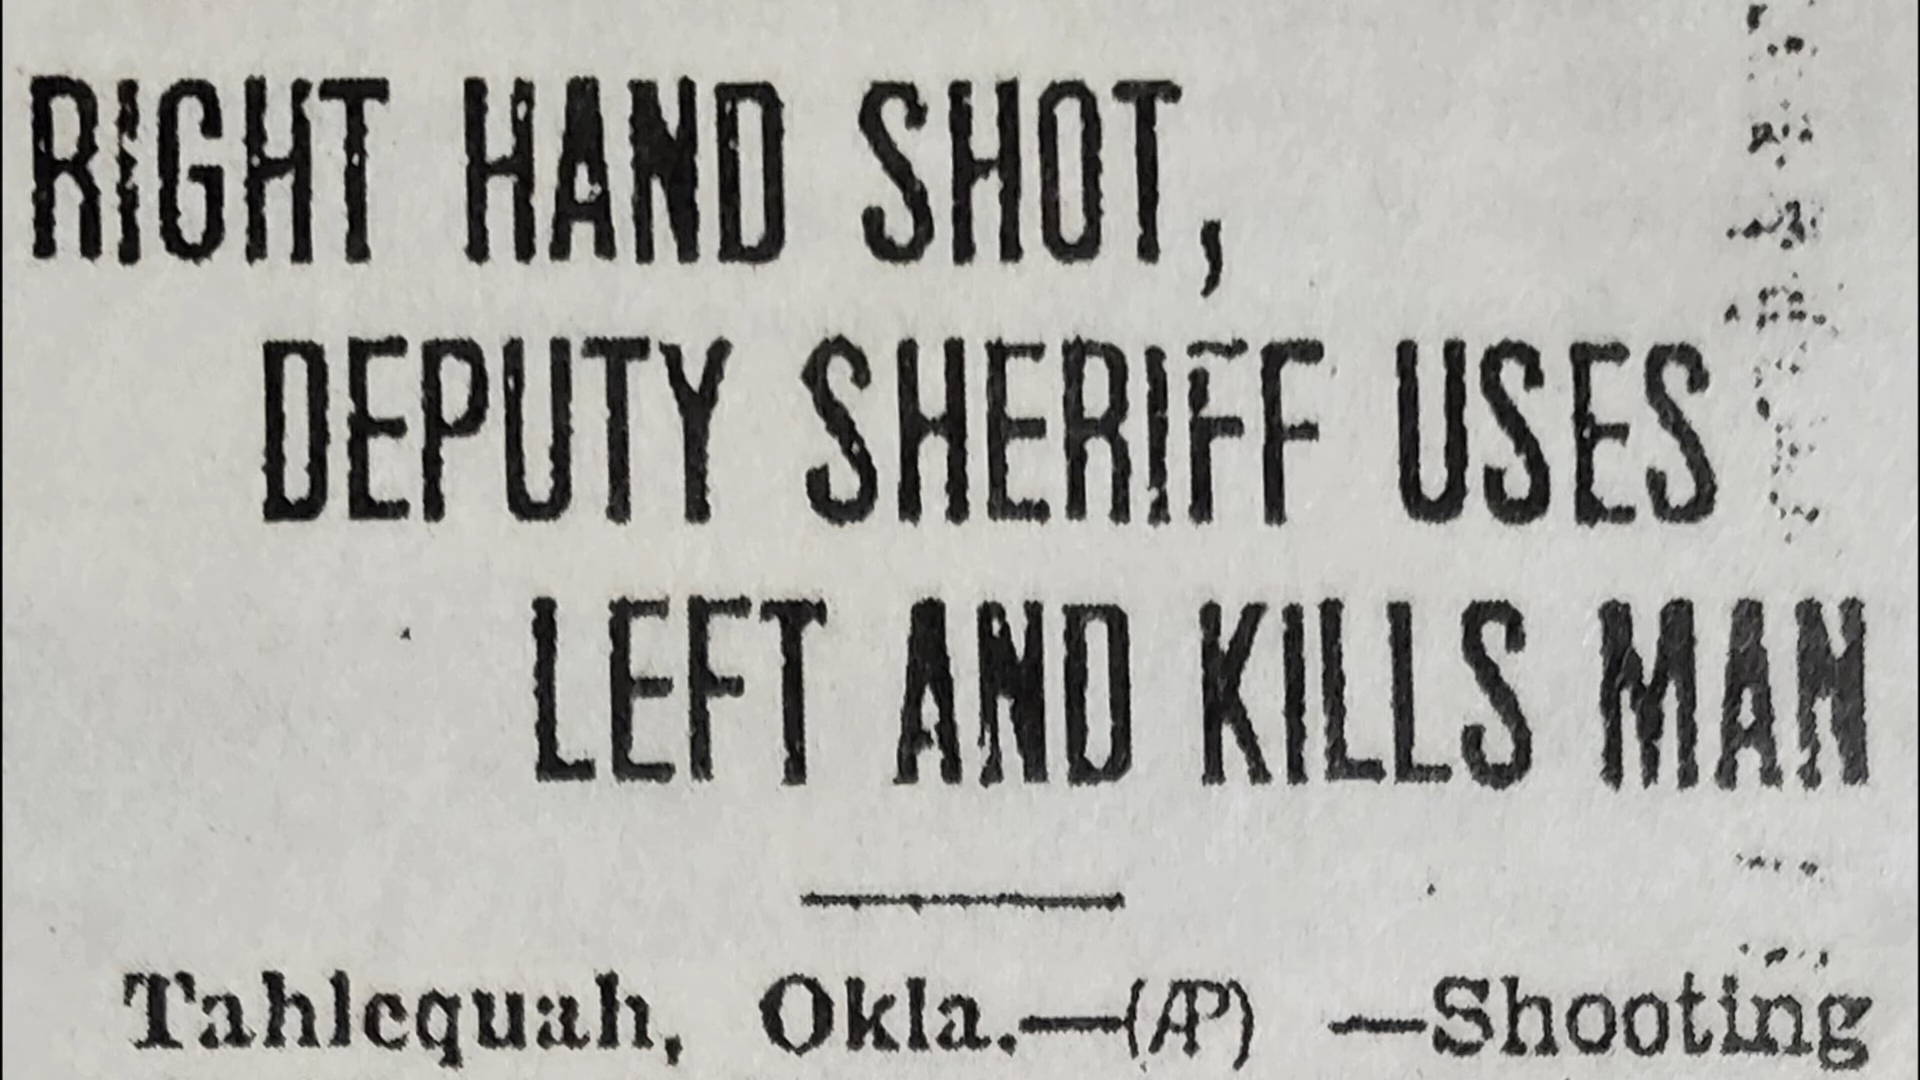 RIGHT HAND SHOT,
DEPUTY SHERIFF USES
LEFT AND KILLS MAN
Tahlequah, Okla.—(AP) —Shooting